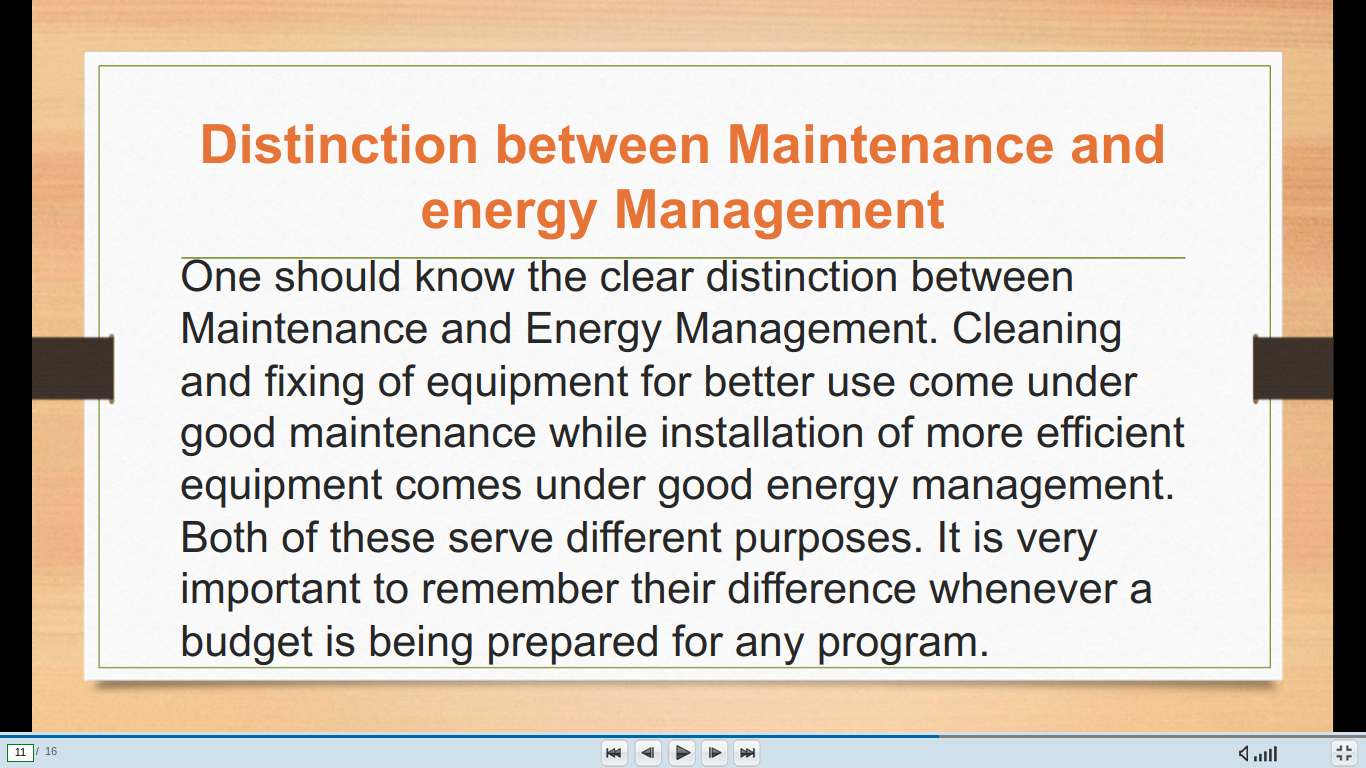 Distinction between Maintenance and
energy Management
One should know the clear distinction between
Maintenance and Energy Management. Cleaning
and fixing of equipment for better use come under
good maintenance while installation of more efficient
equipment comes under good energy management.
Both of these serve different purposes. It is very
important to remember their difference whenever a
budget is being prepared for any program.
11 / 16